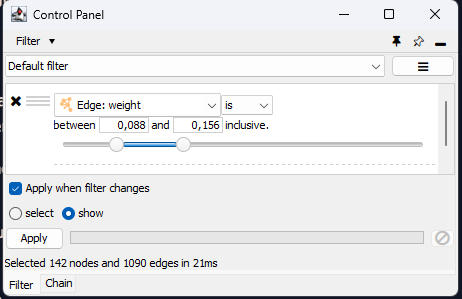 Control Panel
Filter
Default filter
Edge: weight is
between 0,088 and 0,156 inclusive.
Apply when filter changes
select show
Apply
Selected 142 nodes and 1090 edges in 21ms
Filter Chain